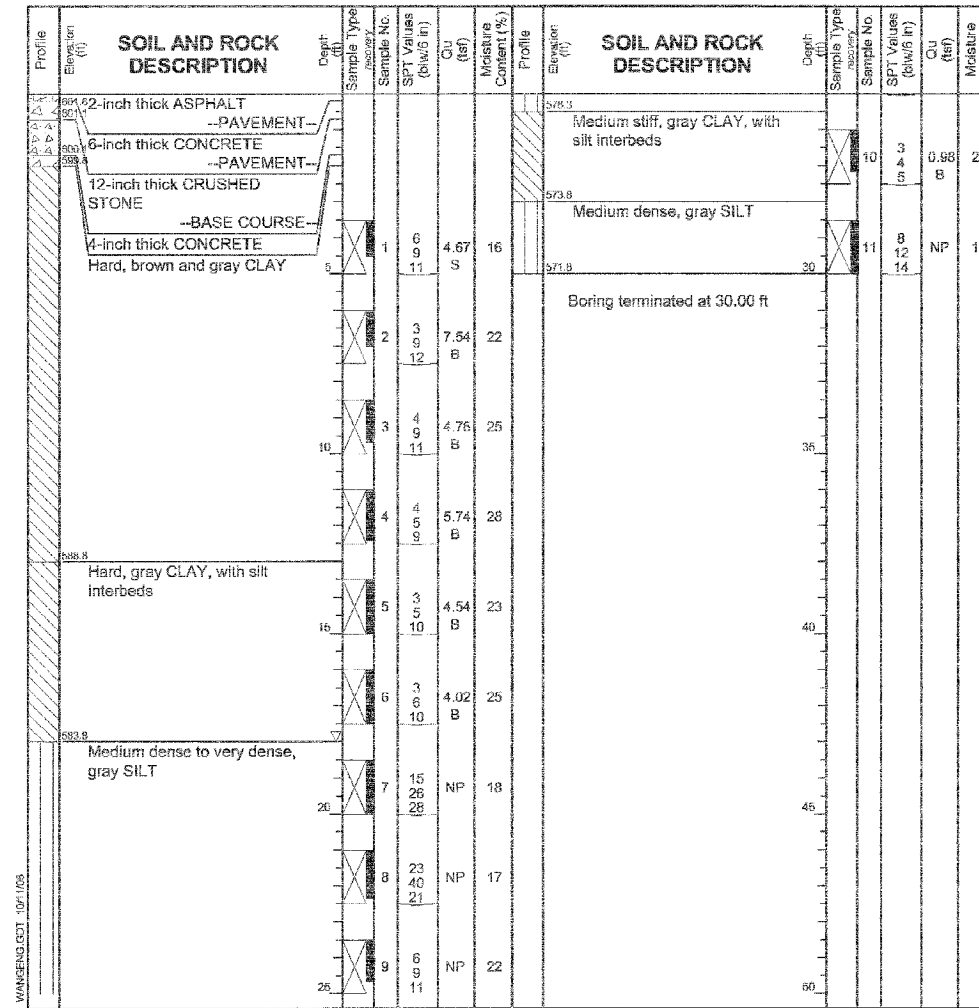 Profile
Elevation (ft)
SOIL AND ROCK DESCRIPTION
Depth (ft)
Sample Type
recovery
Sample No.
SPT Values (blw/6 in)
Qu (tsf)
Moisture Content (%)
2-inch thick ASPHALT
--PAVEMENT--
6-inch thick CONCRETE
--PAVEMENT--
12-inch thick CRUSHED
STONE
--BASE COURSE--
4-inch thick CONCRETE
Hard, brown and gray CLAY
5
1
6
9
11
4.67
S
16
2
3
9
12
7.54
B
22
10
3
4
9
11
4.76
B
25
4
4
5
9
5.74
B
28
588.8
Hard, gray CLAY, with silt
interbeds
15
5
3
5
10
4.54
B
23
6
3
6
10
4.02
B
25
583.8
Medium dense to very dense,
gray SILT
20
7
15
26
28
NP
18
8
23
40
21
NP
17
25
9
6
9
11
NP
22
WANGENG.GDT 10/11/06
Profile
Elevation (ft)
SOIL AND ROCK DESCRIPTION
Depth (ft)
Sample Type
recovery
Sample No.
SPT Values (blw/6 in)
Qu (tsf)
Moisture
578.3
Medium stiff, gray CLAY, with
silt interbeds
10
3
4
5
0.98
B
2
573.8
Medium dense, gray SILT
571.8
30
11
8
12
14
NP
1
Boring terminated at 30.00 ft
35
40
45
50